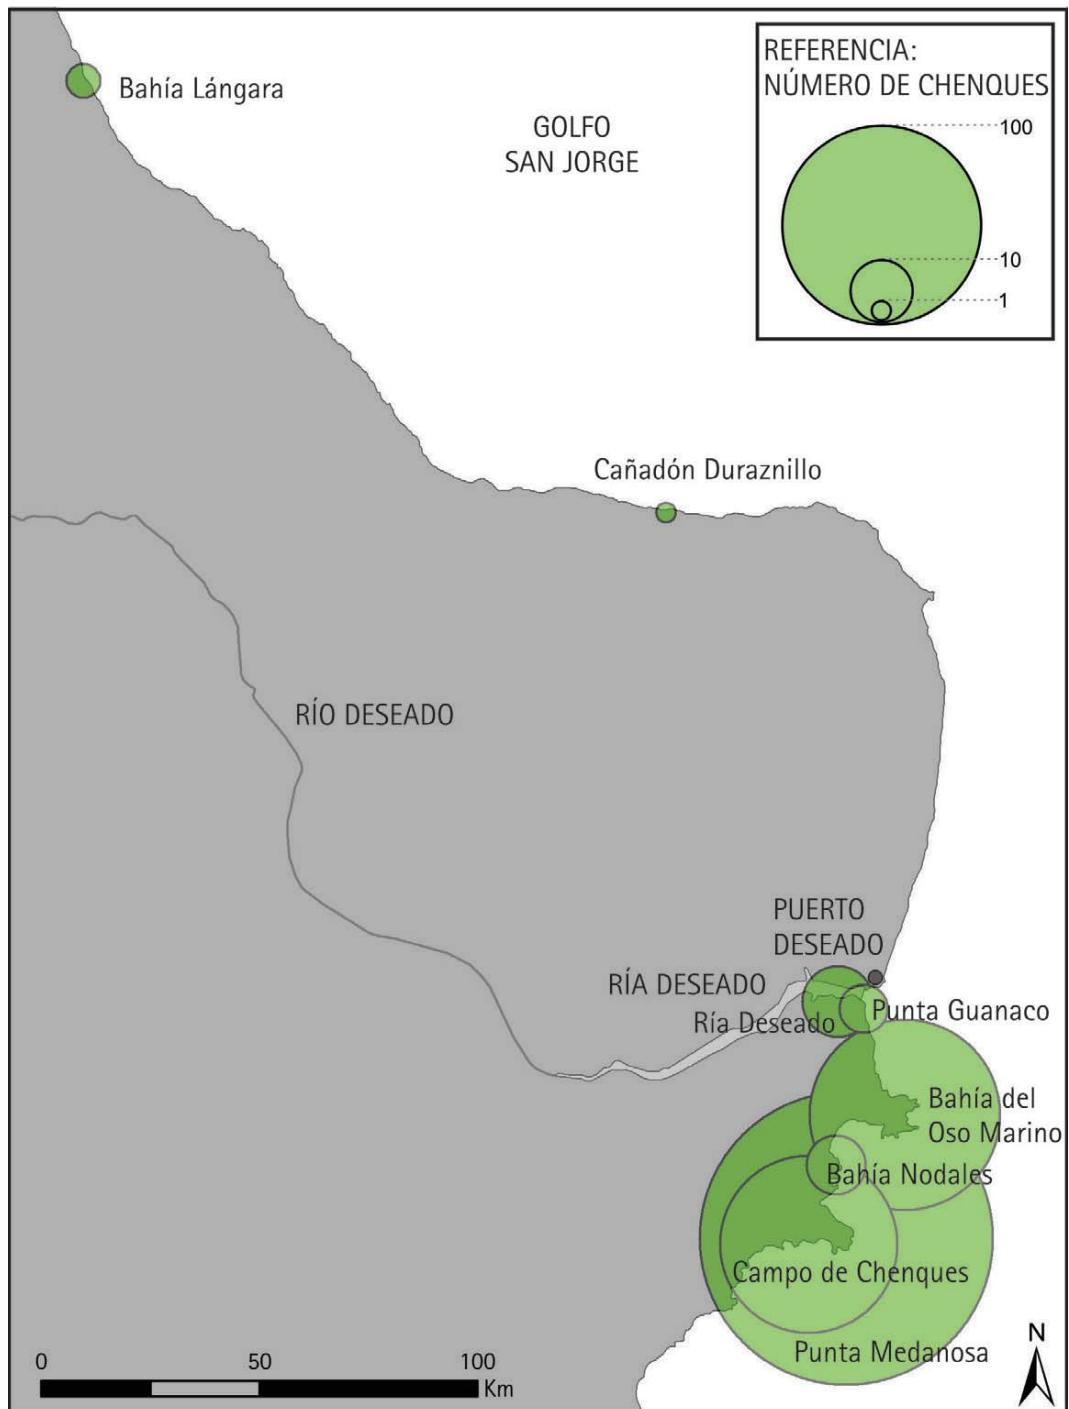 REFERENCIA:
NÚMERO DE CHENQUES
100
10
1
Bahía Lángara
GOLFO
SAN JORGE
Cañadón Duraznillo
RÍO DESEADO
PUERTO
DESEADO
RÍA DESEADO
Ría Deseado
Punta Guanaco
Bahía del
Oso Marino
Bahía Nodales
Campo de Chenques
Punta Medanosa
0 50 100
Km
N